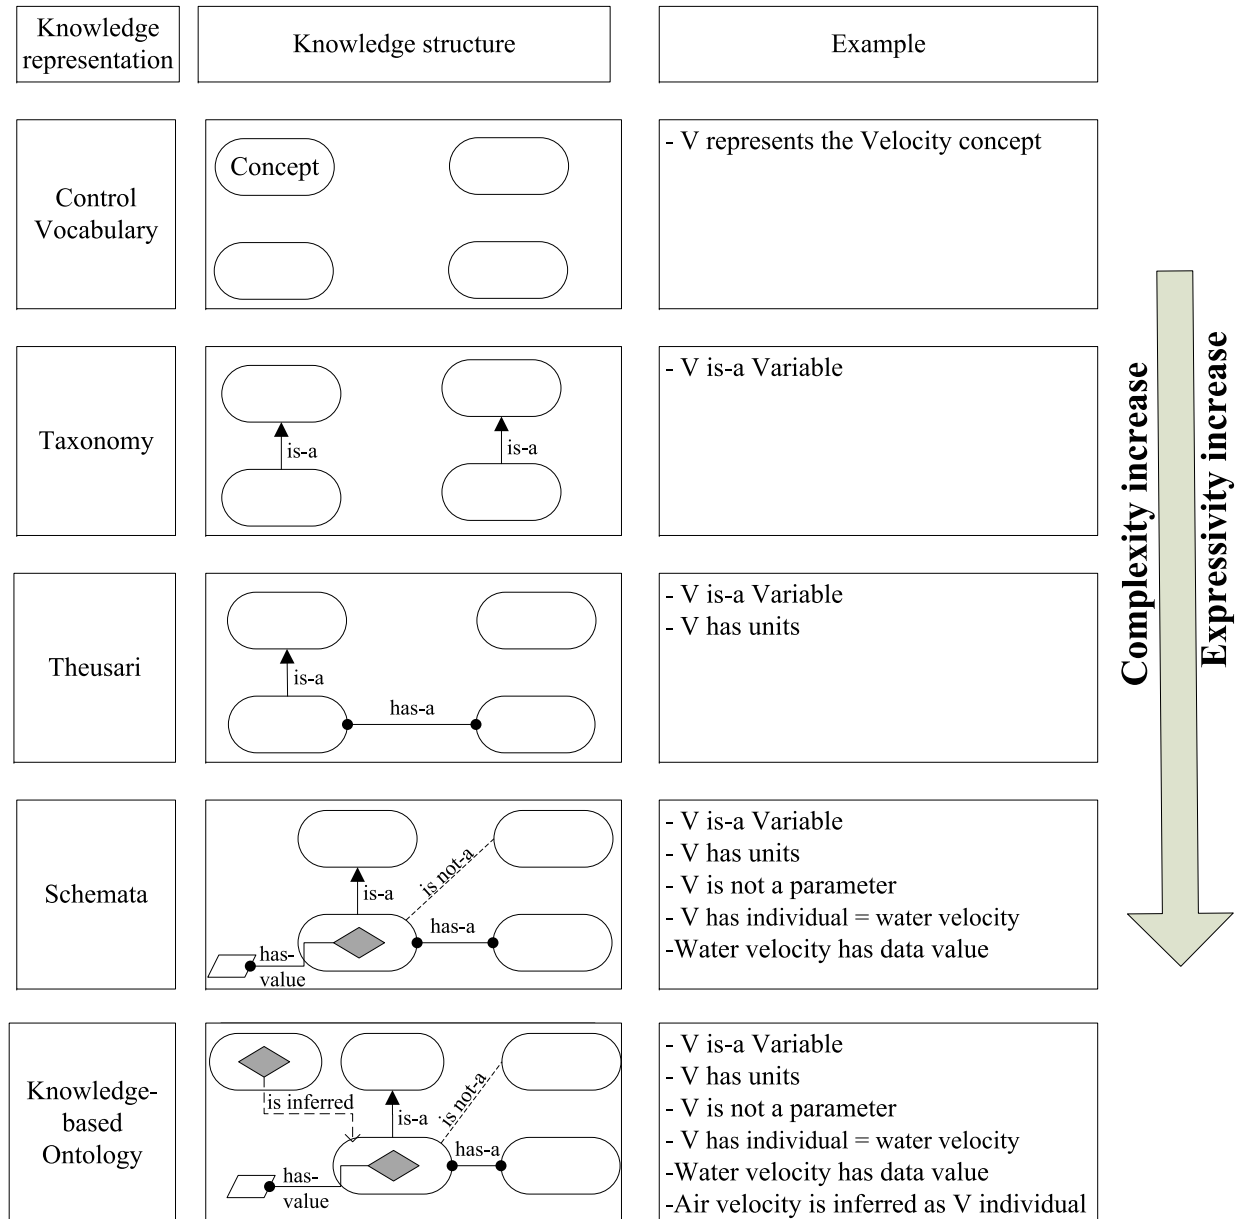 Knowledge
representation
Knowledge structure
Example
Control
Vocabulary
Concept
- V represents the Velocity concept
Taxonomy
is-a
is-a
- V is-a Variable
Theusari
is-a
has-a
- V is-a Variable
- V has units
Schemata
is-a
is not-a
has-a
has-
value
- V is-a Variable
- V has units
- V is not a parameter
- V has individual = water velocity
-Water velocity has data value
Knowledge-
based
Ontology
is inferred
is-a
is not-a
has-a
has-
value
- V is-a Variable
- V has units
- V is not a parameter
- V has individual = water velocity
-Water velocity has data value
-Air velocity is inferred as V individual
Complexity increase
Expressivity increase